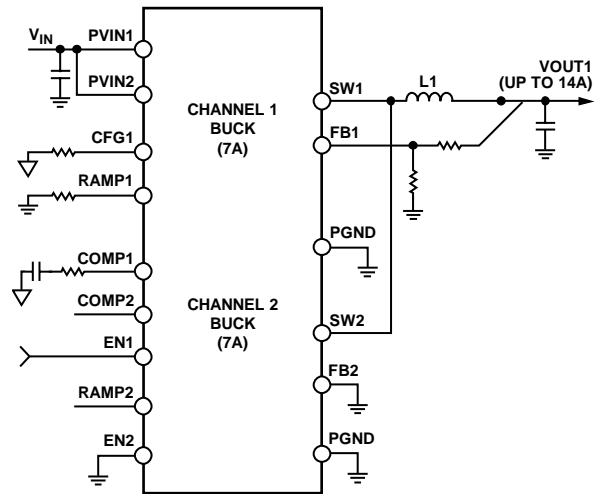 VIN
PVIN1
PVIN2
CFG1
RAMP1
COMP1
COMP2
EN1
RAMP2
EN2
CHANNEL 1
BUCK
(7A)
CHANNEL 2
BUCK
(7A)
SW1
FB1
PGND
SW2
FB2
PGND
L1
VOUT1
(UP TO 14A)